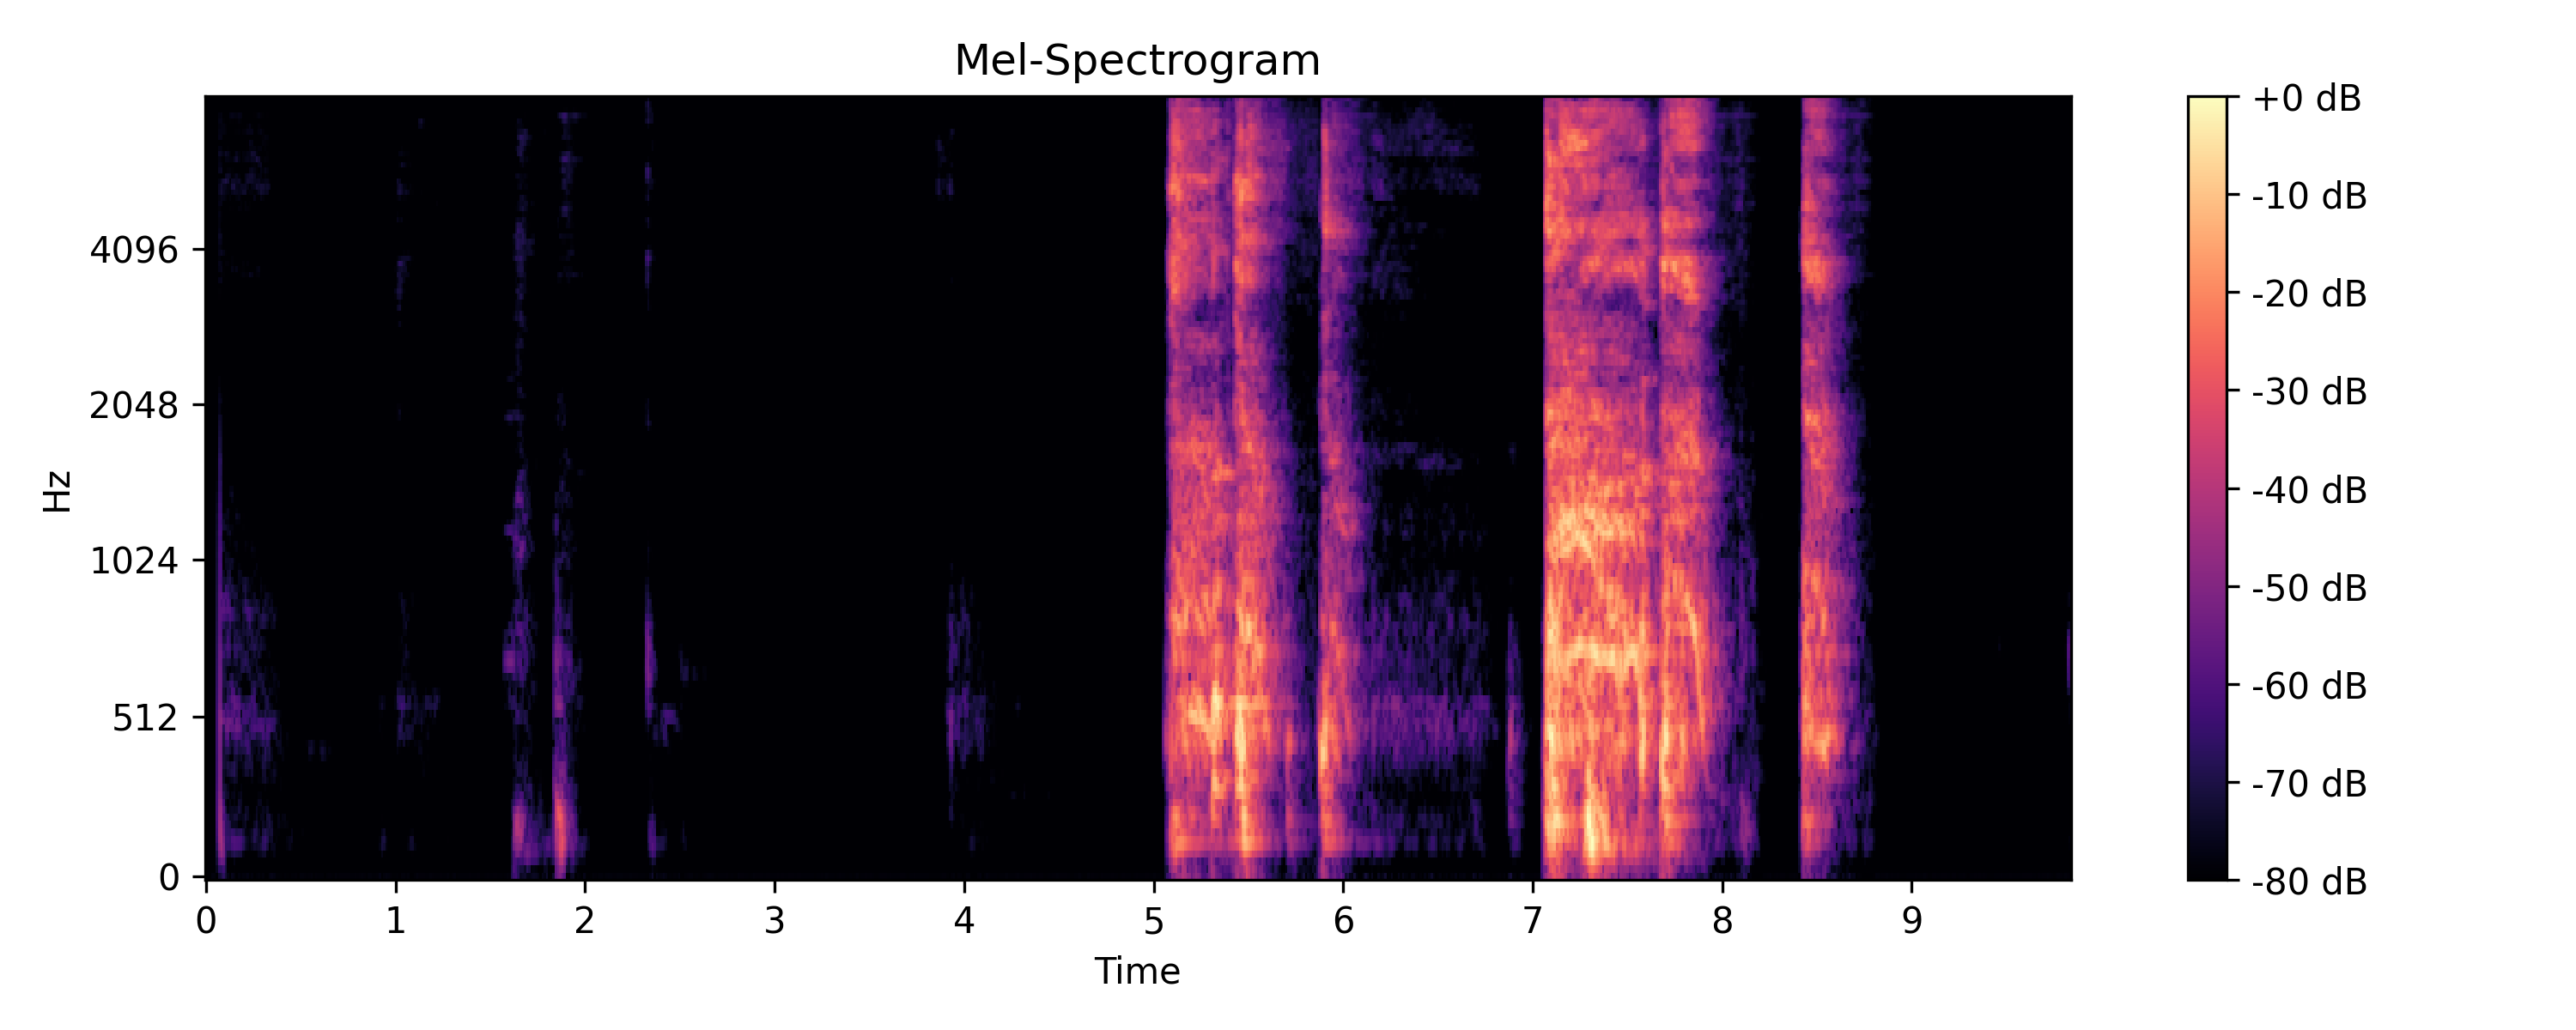 Mel-Spectrogram
+0 dB
-10 dB
-20 dB
-30 dB
-40 dB
-50 dB
-60 dB
-70 dB
-80 dB
4096
2048
1024
512
0
Hz
0 1 2 3 4 5 6 7 8 9
Time